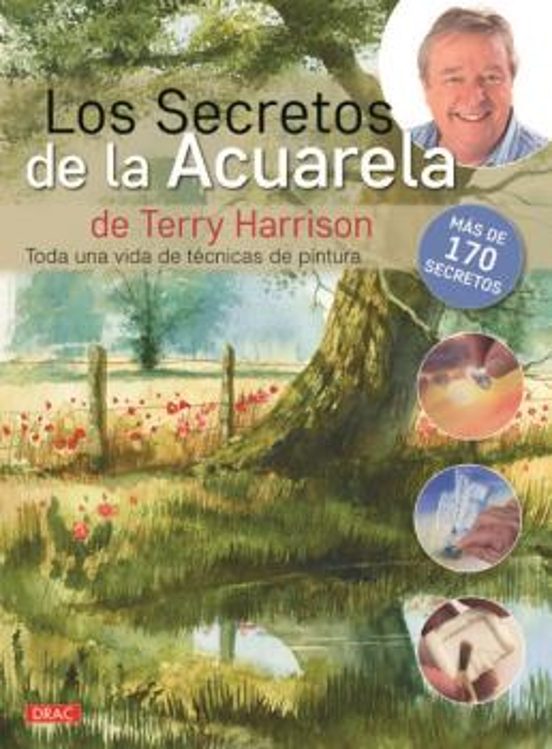 Los Secretos
de la Acuarela
de Terry Harrison
Toda una vida de técnicas de pintura
MÁS DE
170
SECRETOS
DRAC